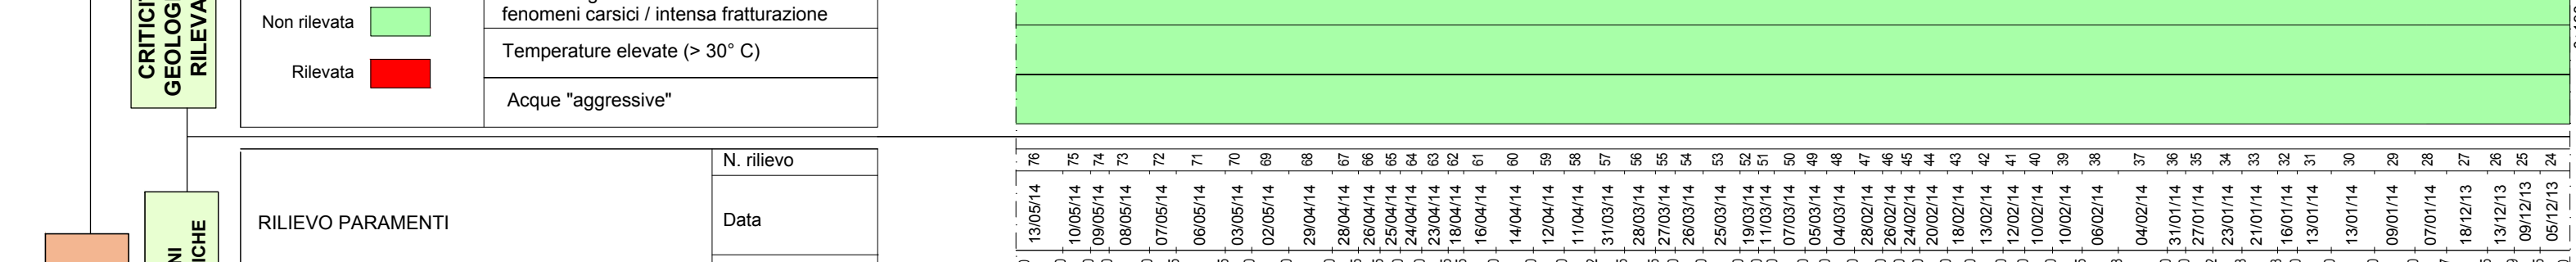 CRITICIT
GEOLOGI
RILEVA
Non rilevata
Rilevata
fenomeni carsici / intensa fratturazione
Temperature elevate (> 30° C)
Acque "aggressive"
RILIEVO PARAMENTI
N. rilievo
76 75 74 73 72 71 70 69 68 67 66 65 64 63 62 61 60 59 58 57 56 55 54 53 52 51 50 49 48 47 46 45 44 43 42 41 40 39 38 37 36 35 34 33 32 31 30 29 28 27 26 25 24
Data
13/05/14 10/05/14 09/05/14 08/05/14 07/05/14 06/05/14 03/05/14 02/05/14 29/04/14 28/04/14 26/04/14 25/04/14 24/04/14 23/04/14 18/04/14 16/04/14 14/04/14 12/04/14 11/04/14 31/03/14 28/03/14 27/03/14 26/03/14 25/03/14 19/03/14 11/03/14 07/03/14 05/03/14 04/03/14 28/02/14 26/02/14 24/02/14 20/02/14 18/02/14 13/02/14 12/02/14 10/02/14 10/02/14 06/02/14 04/02/14 31/01/14 27/01/14 23/01/14 21/01/14 16/01/14 13/01/14 13/01/14 09/01/14 07/01/14 18/12/13 13/12/13 09/12/13 05/12/13
NI
ICHE